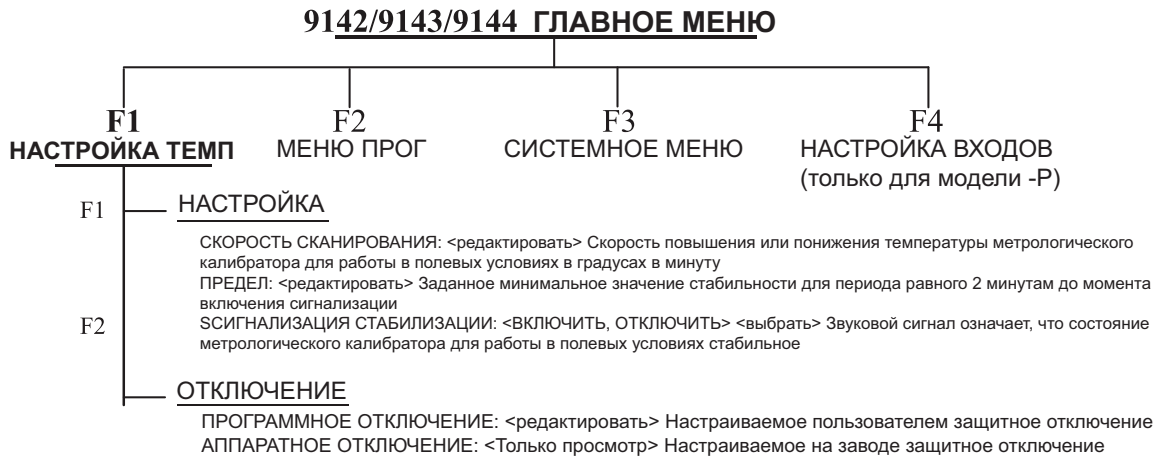 9142/9143/9144 ГЛАВНОЕ МЕНЮ
F1 F2 F3 F4
НАСТРОЙКА ТЕМП МЕНЮ ПРОГ СИСТЕМНОЕ МЕНЮ НАСТРОЙКА ВХОДОВ
(только для модели -P)
F1 НАСТРОЙКА
СКОРОСТЬ СКАНИРОВАНИЯ: <редактировать> Скорость повышения или понижения температуры метрологического
калибратора для работы в полевых условиях в градусах в минуту
ПРЕДЕЛ: <редактировать> Заданное минимальное значение стабильности для периода равного 2 минутам до момента
включения сигнализации
F2
SСИГНАЛИЗАЦИЯ СТАБИЛИЗАЦИИ: <ВКЛЮЧИТЬ, ОТКЛЮЧИТЬ> <выбрать> Звуковой сигнал означает, что состояние
метрологического калибратора для работы в полевых условиях стабильное
ОТКЛЮЧЕНИЕ
ПРОГРАММНОЕ ОТКЛЮЧЕНИЕ: <редактировать> Настраиваемое пользователем защитное отключение
АППАРАТНОЕ ОТКЛЮЧЕНИЕ: <Только просмотр> Настраиваемое на заводе защитное отключение